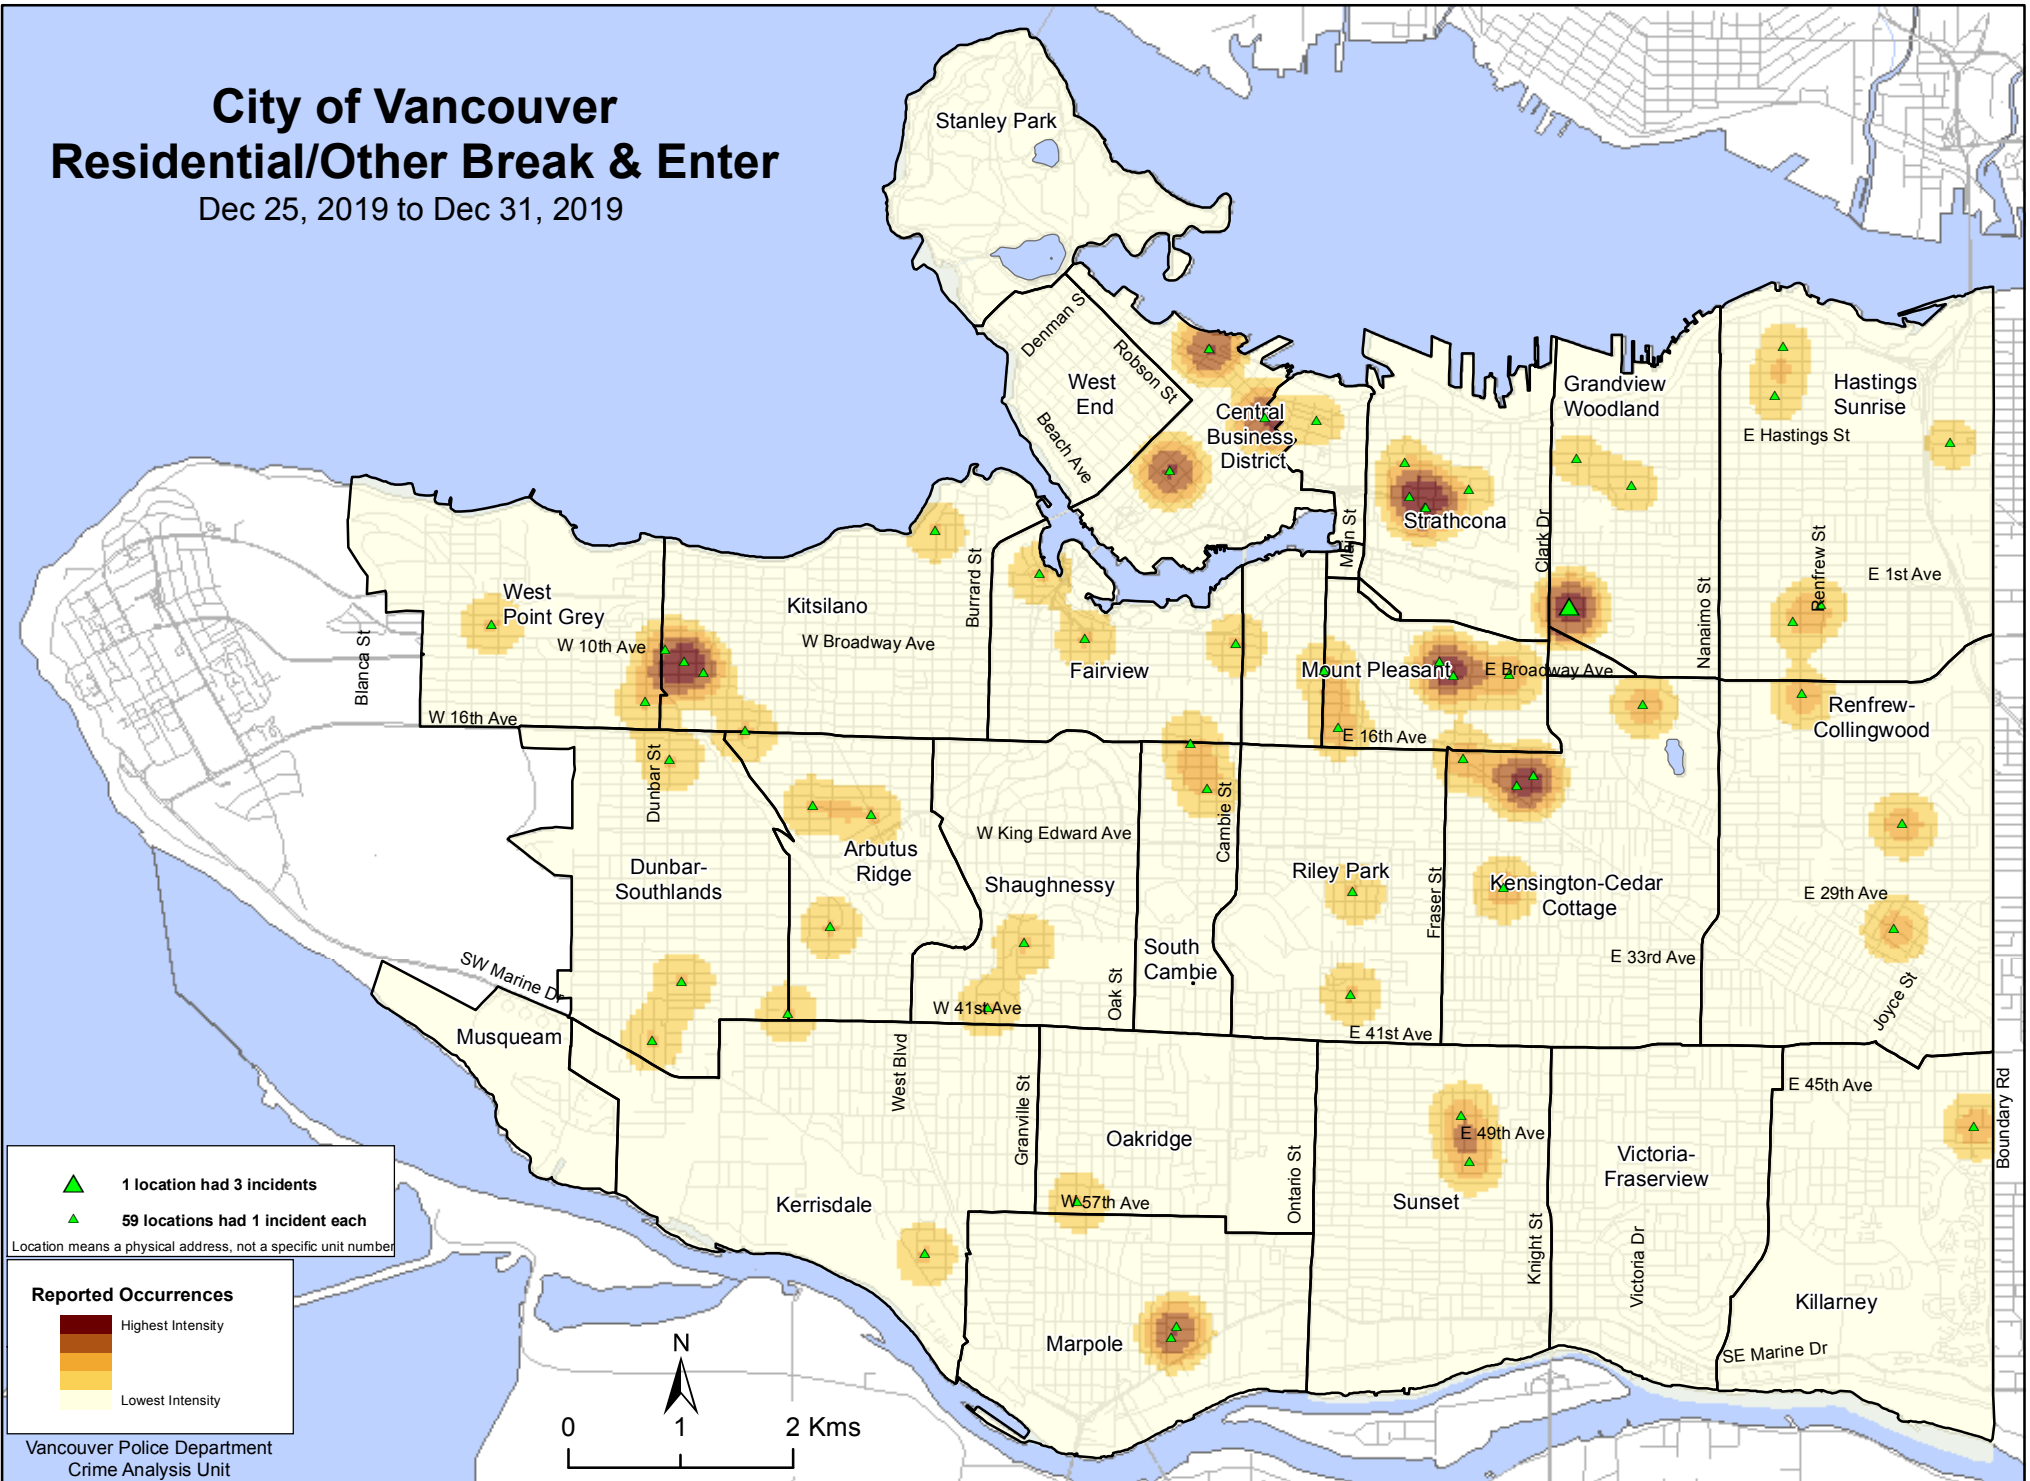 City of Vancouver
Residential/Other Break & Enter
Dec 25, 2019 to Dec 31, 2019
Stanley Park
Denman S
Robson St
West
End
Beach Ave
Central
Business
District
Grandview
Woodland
Hastings
Sunrise
E Hastings St
Strathcona
Main St
Clark Dr
Nanaimo St
Renfrew St
E 1st Ave
West
Point Grey
Kitsilano
Burrard St
W 10th Ave
W Broadway Ave
Blanca St
Fairview
Mount Pleasant
E Broadway Ave
W 16th Ave
E 16th Ave
Renfrew-
Collingwood
Dunbar St
Cambie St
W King Edward Ave
Arbutus
Ridge
Dunbar-
Southlands
Shaughnessy
Riley Park
Fraser St
Kensington-Cedar
Cottage
E 29th Ave
South
Cambie
E 33rd Ave
SW Marine Dr
W 41st Ave
Oak St
Joyce St
Musqueam
E 41st Ave
West Blvd
Granville St
E 45th Ave
Boundary Rd
Oakridge
E 49th Ave
Ontario St
Victoria-
Fraserview
Kerrisdale
W 57th Ave
Sunset
Knight St
Victoria Dr
Killarney
Marpole
SE Marine Dr
1 location had 3 incidents
59 locations had 1 incident each
Location means a physical address, not a specific unit number
Reported Occurrences
Highest Intensity
Lowest Intensity
Vancouver Police Department
Crime Analysis Unit
N
0 1 2 Kms